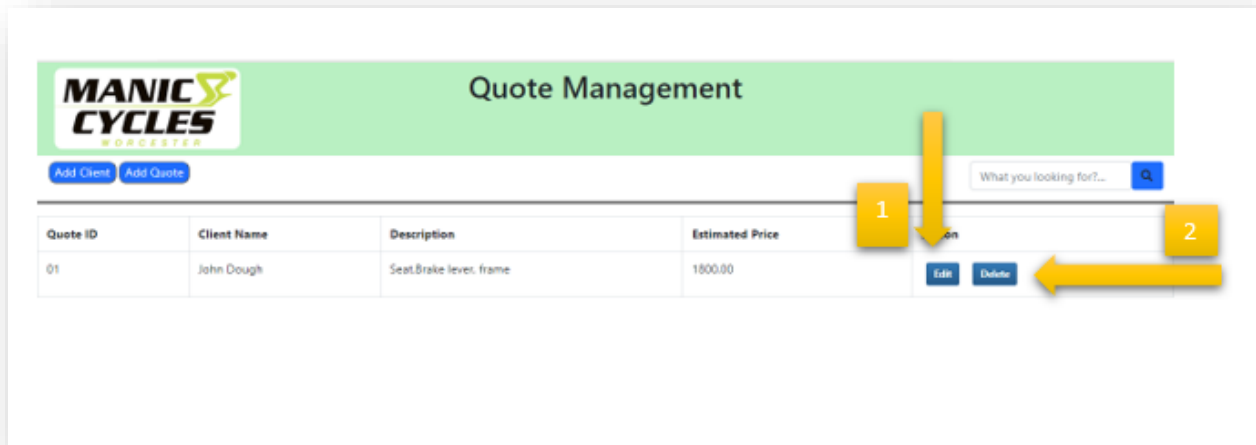 MANIC
CYCLES
WORCESTER
Quote Management
Add Client Add Quote
What you looking for?...
1
2
Quote ID Client Name Description Estimated Price on
01 John Dough Seat.Brake lever. frame 1800.00 Edit Delete